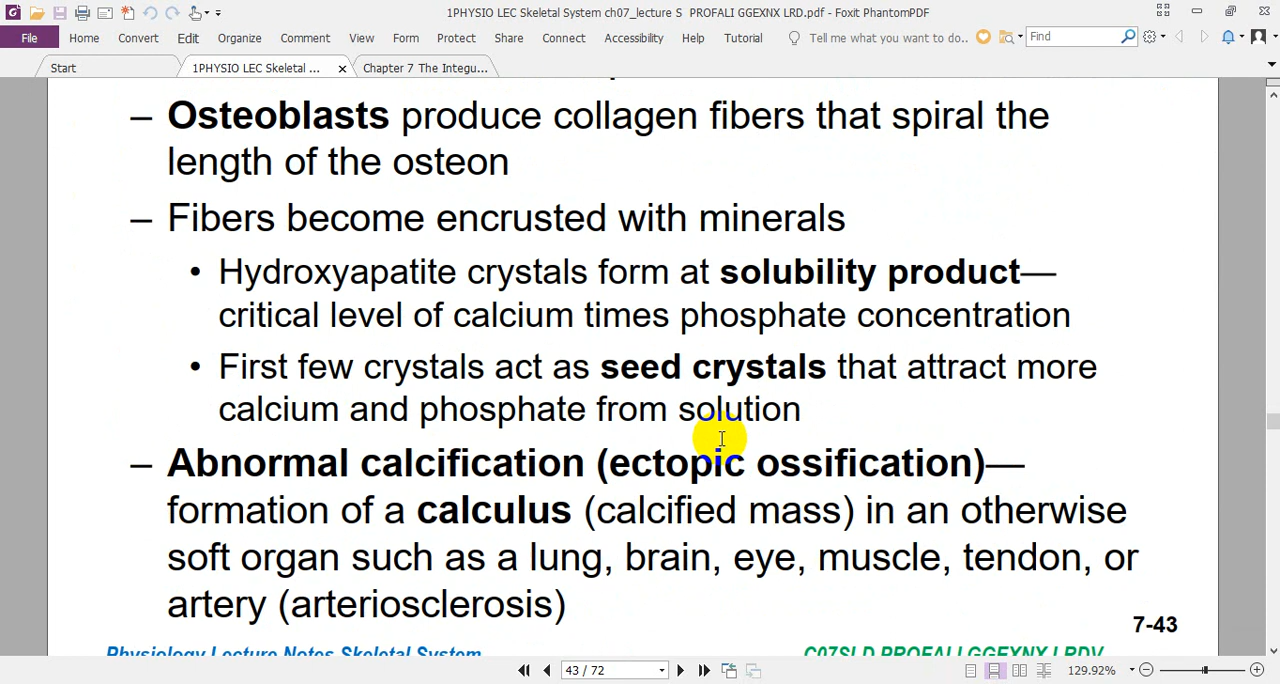 1PHYSIO LEC Skeletal System ch07_lecture S PROFALI GGEXNX LRD.pdf - Foxit PhantomPDF
File Home Convert Edit Organize Comment View Form Protect Share Connect Accessibility Help Tutorial Tell me what you want to do.. Find
Start 1PHYSIO LEC Skeletal ... Chapter 7 The Integu...
– Osteoblasts produce collagen fibers that spiral the
length of the osteon
– Fibers become encrusted with minerals
• Hydroxyapatite crystals form at solubility product—
critical level of calcium times phosphate concentration
• First few crystals act as seed crystals that attract more
calcium and phosphate from solution
– Abnormal calcification (ectopic ossification)—
formation of a calculus (calcified mass) in an otherwise
soft organ such as a lung, brain, eye, muscle, tendon, or
artery (arteriosclerosis)
7-43
Physiology Lecture Notes Skeletal System C07SLD PROFALI GGEXNX LRDV
43 / 72 129.92%